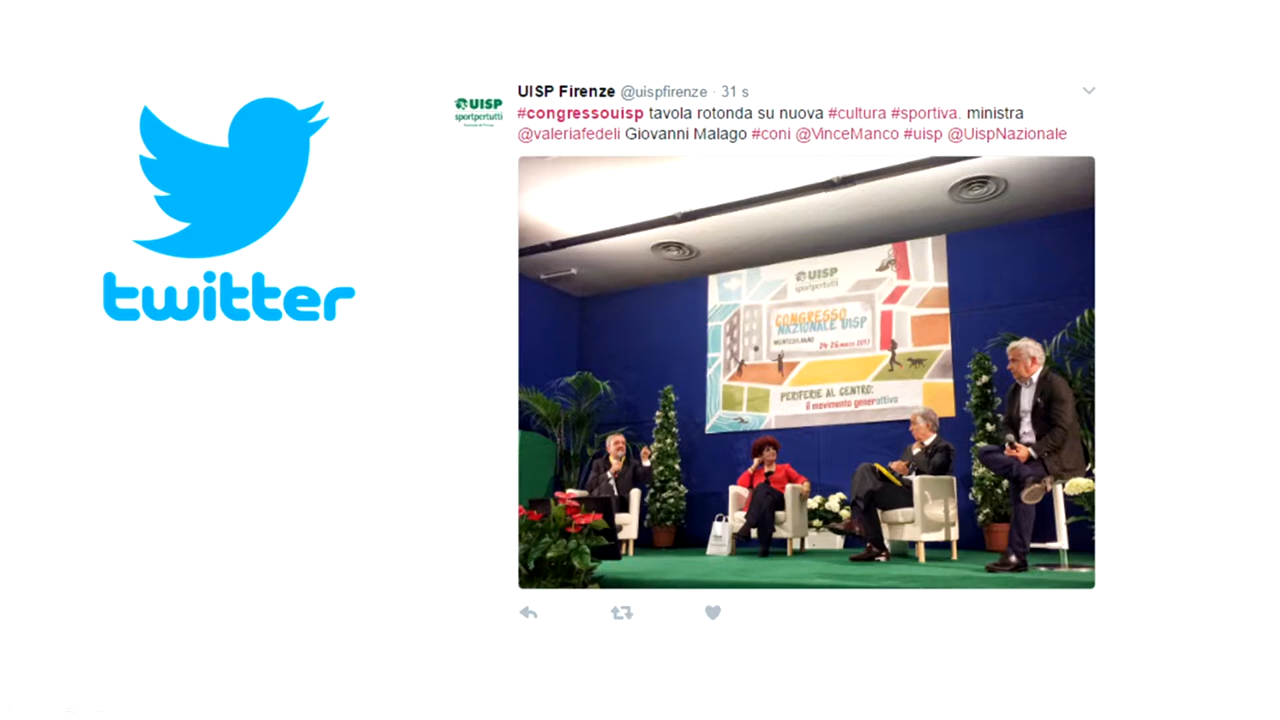 twitter
UISP Firenze @uispfirenze · 31 s
#congressouisp tavola rotonda su nuova #cultura #sportiva. ministra
@valeriafedeli Giovanni Malago #coni @VinceManco #uisp @UispNazionale
UISP
sportpertutti
UISP
sportpertutti
CONGRESSO
NAZIONALE UISP
MONTESILVANO
24-26 MARZO 2017
PERIFERIE AL CENTRO:
il movimento generattivo